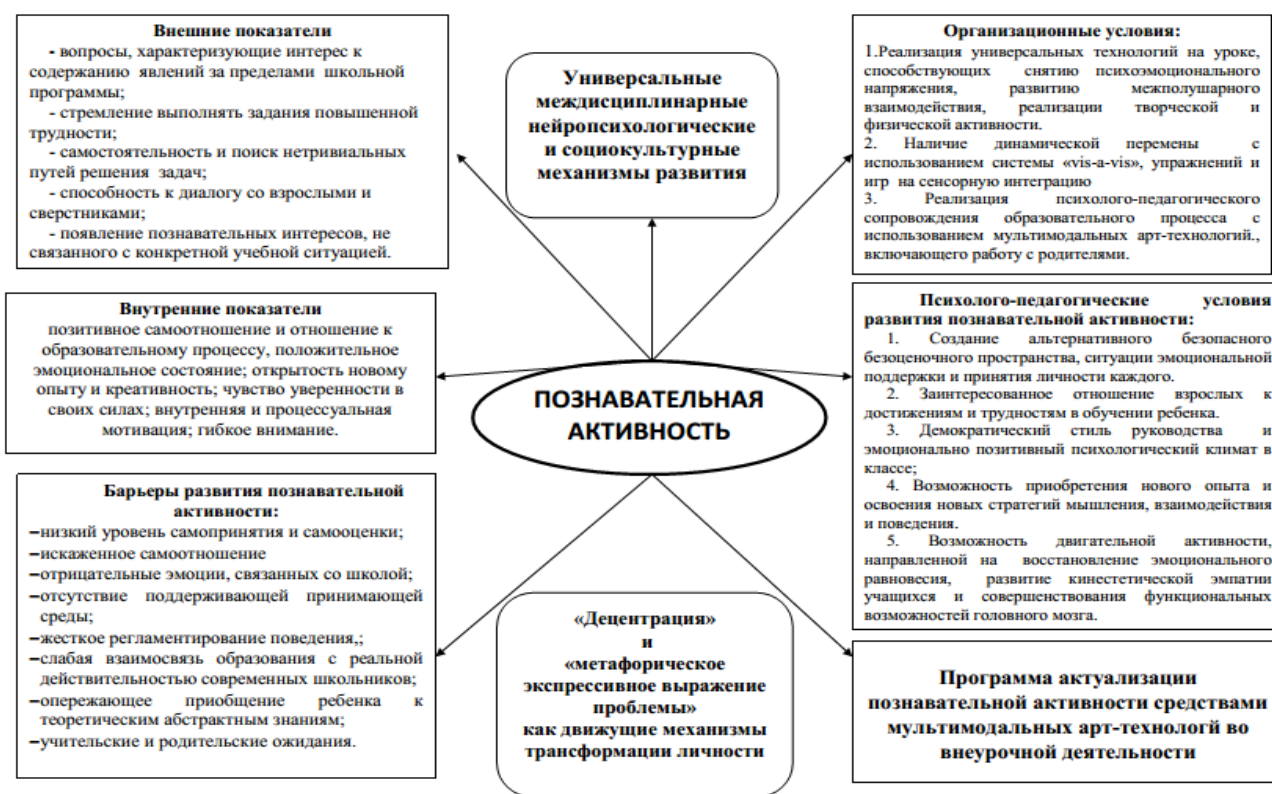 Внешние показатели
- вопросы, характеризующие интерес к
содержанию явлений за пределами школьной
программы;
- стремление выполнять задания повышенной
трудности;
- самостоятельность и поиск нетривиальных
путей решения задач;
- способность к диалогу со взрослыми и
сверстниками;
- появление познавательных интересов, не
связанного с конкретной учебной ситуацией.
Универсальные
междисциплинарные
нейропсихологические
и социокультурные
механизмы развития
Организационные условия:
1.Реализация универсальных технологий на уроке,
способствующих снятию психоэмоционального
напряжения, развитию межполушарного
взаимодействия, реализации творческой и
физической активности.
2. Наличие динамической перемены с
использованием системы «vis-a-vis», упражнений и
игр на сенсорную интеграцию
3. Реализация психолого-педагогического
сопровождения образовательного процесса с
использованием мультимодальных арт-технологий.,
включающего работу с родителями.
Внутренние показатели
позитивное самоотношение и отношение к
образовательному процессу, положительное
эмоциональное состояние; открытость новому
опыту и креативность; чувство уверенности в
своих силах; внутренняя и процессуальная
мотивация; гибкое внимание.
ПОЗНАВАТЕЛЬНАЯ
АКТИВНОСТЬ
Психолого-педагогические условия
развития познавательной активности:
1. Создание альтернативного безопасного
безоценочного пространства, ситуации эмоциональной
поддержки и принятия личности каждого.
2. Заинтересованное отношение взрослых к
достижениям и трудностям в обучении ребенка.
3. Демократический стиль руководства и
эмоционально позитивный психологический климат в
классе;
4. Возможность приобретения нового опыта и
освоения новых стратегий мышления, взаимодействия
и поведения.
5. Возможность двигательной активности,
направленной на восстановление эмоционального
равновесия, развитие кинестетической эмпатии
учащихся и совершенствования функциональных
возможностей головного мозга.
Барьеры развития познавательной
активности:
–низкий уровень самопринятия и самооценки;
–искаженное самоотношение
–отрицательные эмоции, связанных со школой;
–отсутствие поддерживающей принимающей
среды;
–жесткое регламентирование поведения,;
–слабая взаимосвязь образования с реальной
действительностью современных школьников;
–опережающее приобщение ребенка к
теоретическим абстрактным знаниям;
–учительские и родительские ожидания.
«Децентрация»
и
«метафорическое
экспрессивное выражение
проблемы»
как движущие механизмы
трансформации личности
Программа актуализации
познавательной активности средствами
мультимодальных арт-технологй во
внеурочной деятельности